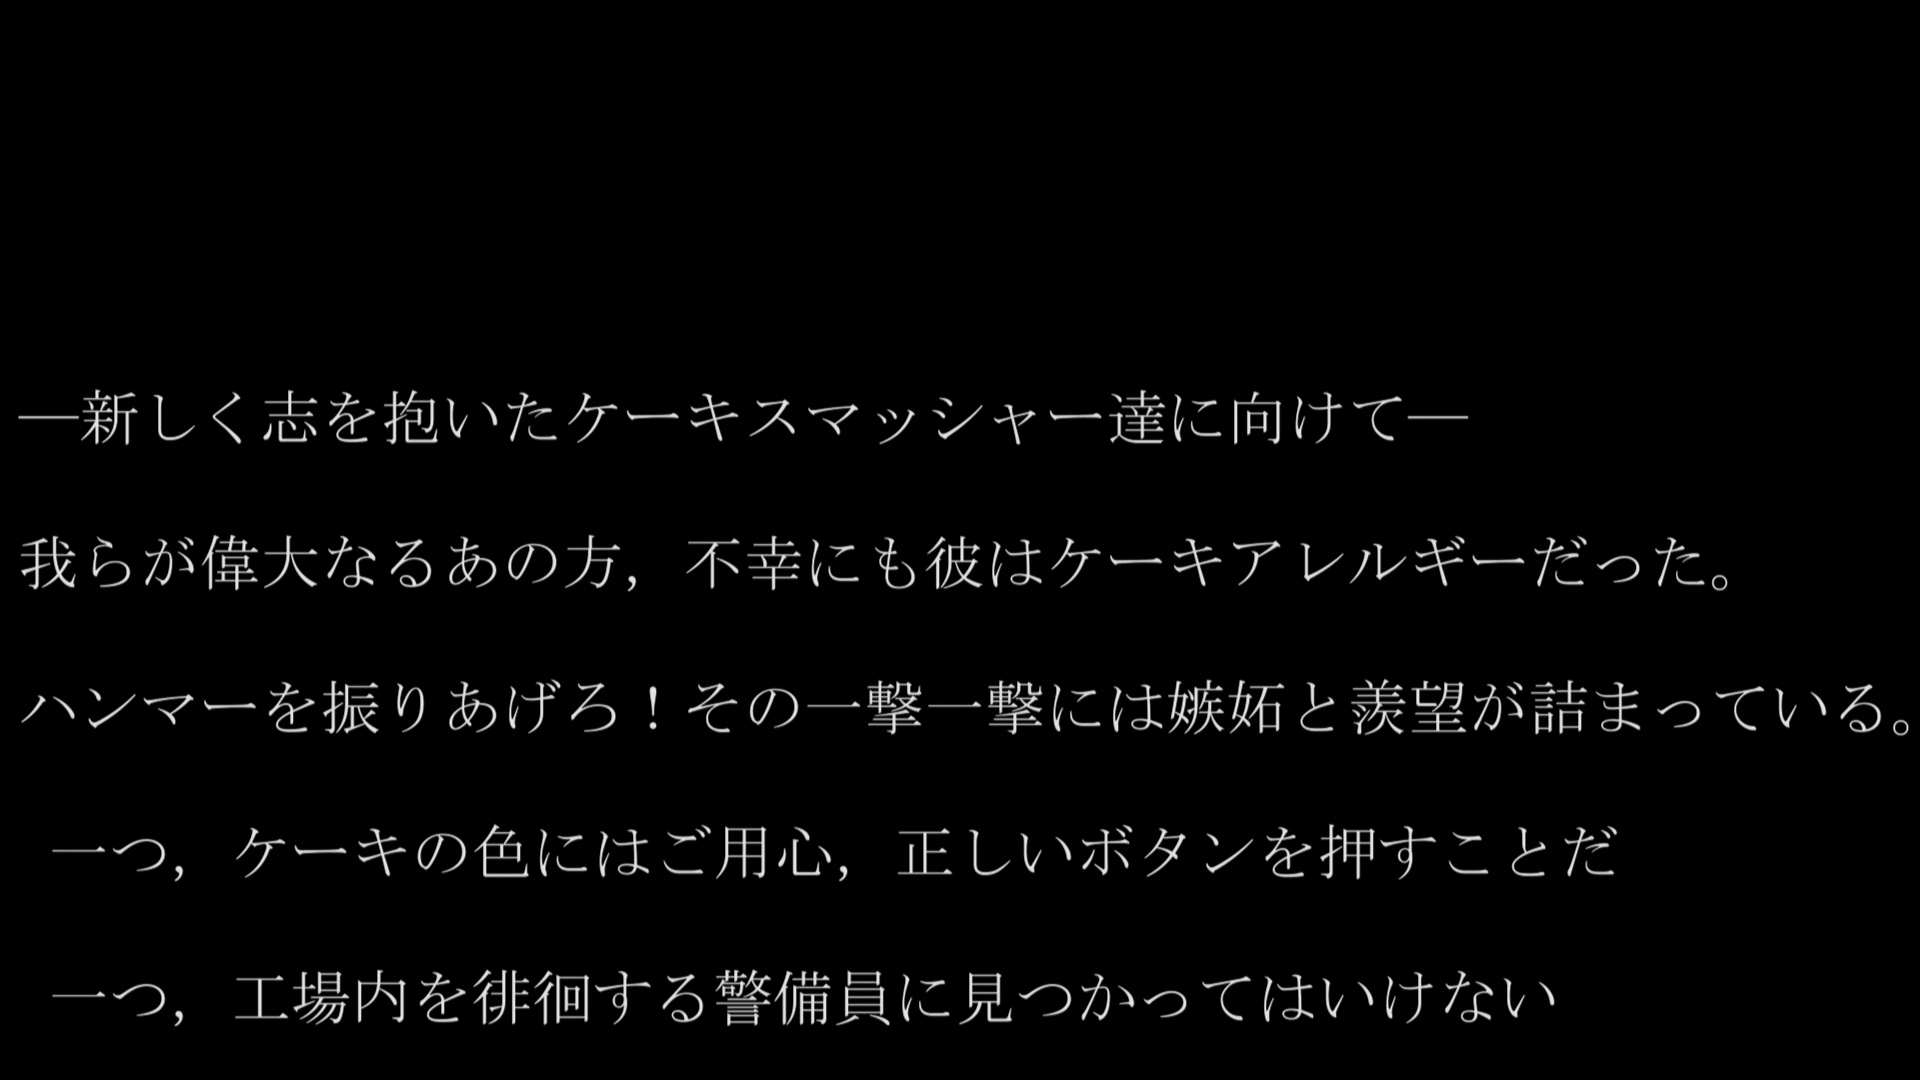 ―新しく志を抱いたケーキスマッシャー達に向けて―
我らが偉大なるあの方，不幸にも彼はケーキアレルギーだった。
ハンマーを振りあげろ！その一撃一撃には嫉妬と羨望が詰まっている。
一つ，ケーキの色にはご用心，正しいボタンを押すことだ
一つ，工場内を徘徊する警備員に見つかってはいけない